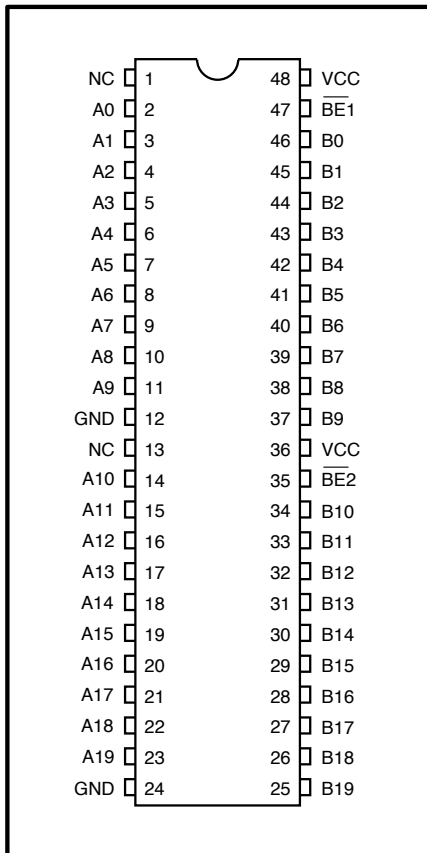 NC 1 48 VCC
A0 2 47 B̅E̅1
A1 3 46 B0
A2 4 45 B1
A3 5 44 B2
A4 6 43 B3
A5 7 42 B4
A6 8 41 B5
A7 9 40 B6
A8 10 39 B7
A9 11 38 B8
GND 12 37 B9
NC 13 36 VCC
A10 14 35 B̅E̅2
A11 15 34 B10
A12 16 33 B11
A13 17 32 B12
A14 18 31 B13
A15 19 30 B14
A16 20 29 B15
A17 21 28 B16
A18 22 27 B17
A19 23 26 B18
GND 24 25 B19